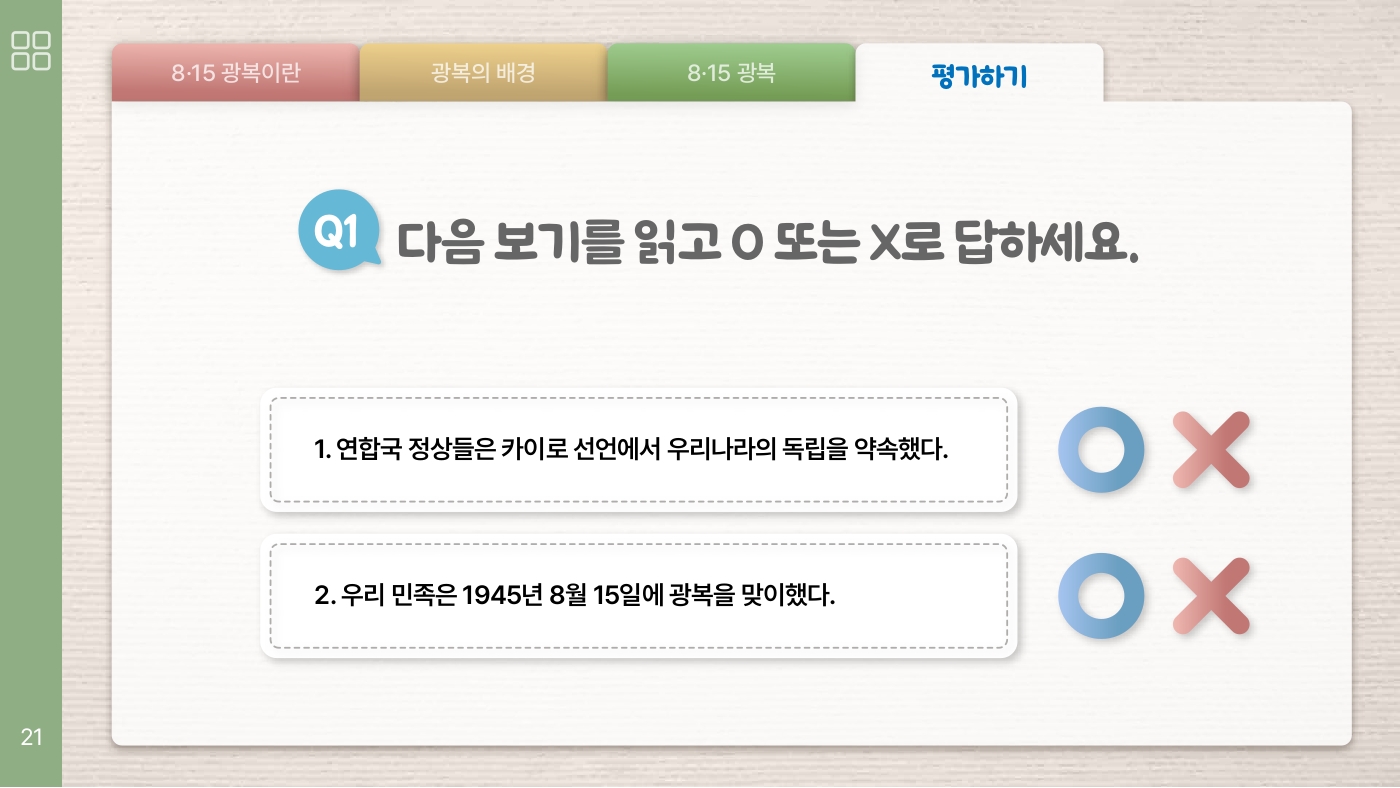 8·15 광복이란
광복의 배경
8·15 광복
평가하기
Q1 다음 보기를 읽고 O 또는 X로 답하세요.
1. 연합국 정상들은 카이로 선언에서 우리나라의 독립을 약속했다.
2. 우리 민족은 1945년 8월 15일에 광복을 맞이했다.
21